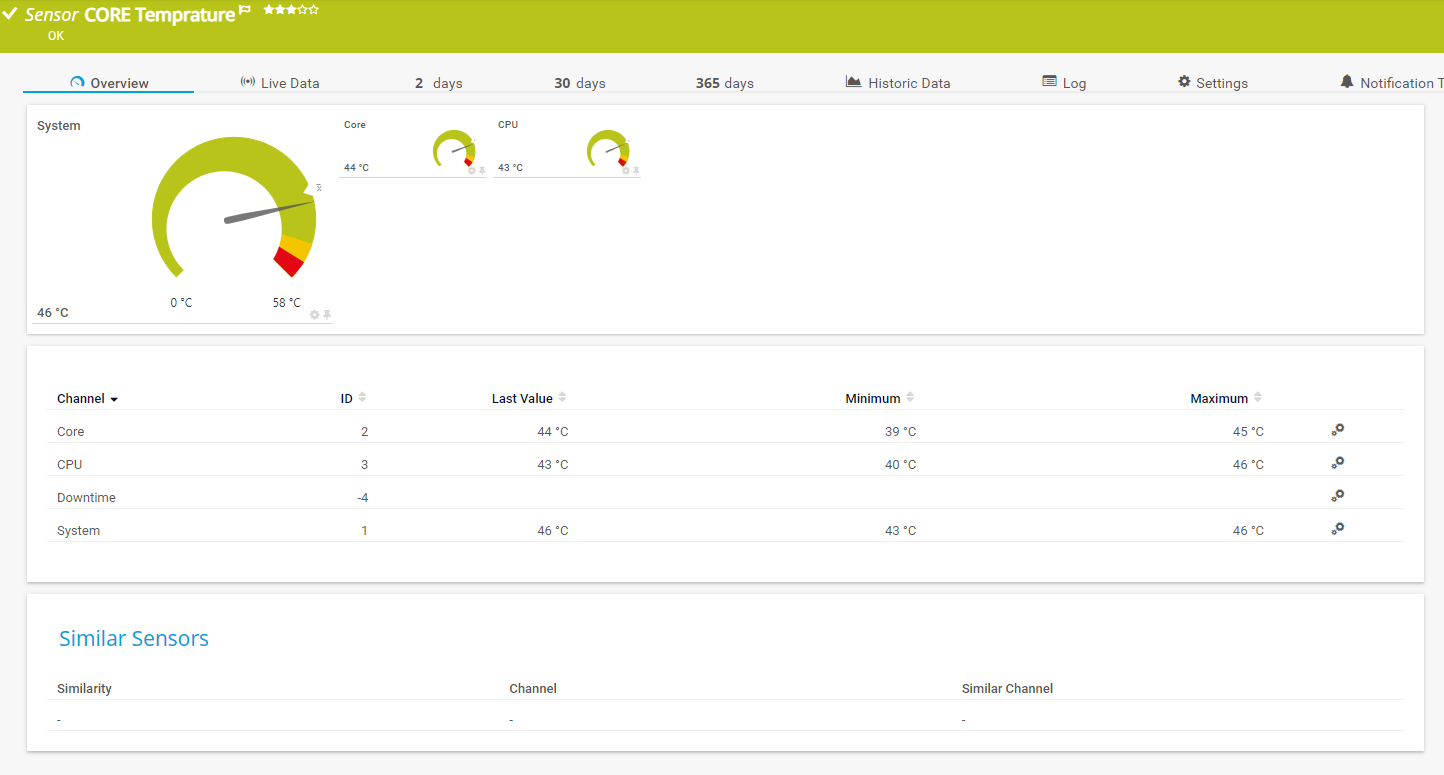 Sensor CORE Temprature
OK
Overview Live Data 2 days 30 days 365 days Historic Data Log Settings Notification T
System
Core
CPU
x̄
44 °C
43 °C
0 °C 58 °C
46 °C
Channel ID Last Value Minimum Maximum
Core 2 44 °C 39 °C 45 °C
CPU 3 43 °C 40 °C 46 °C
Downtime -4
System 1 46 °C 43 °C 46 °C
Similar Sensors
Similarity Channel Similar Channel
- - -